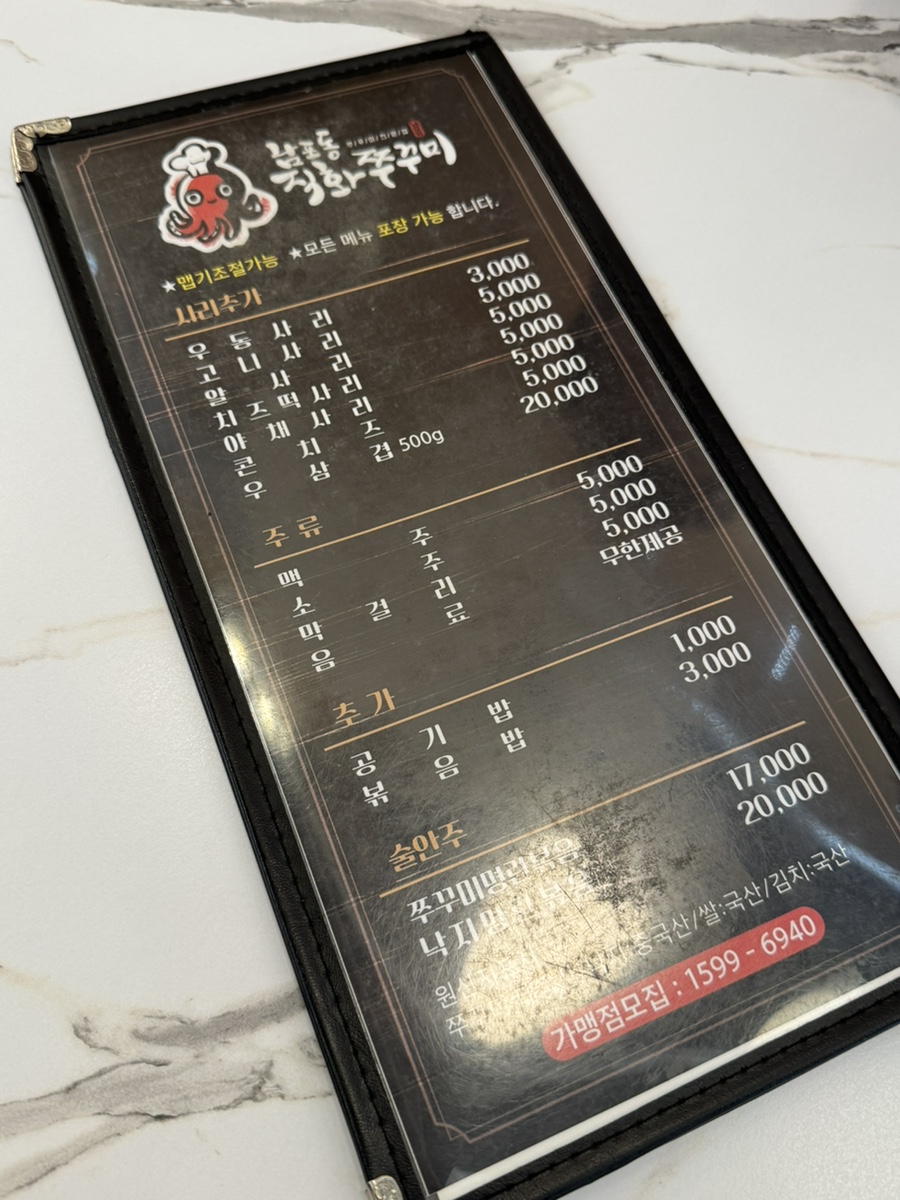 남포동
직화쭈꾸미
★맵기조절가능 ★모든 메뉴 포장 가능 합니다.
사리추가
우동사리 3,000
고니사리 5,000
알사리 5,000
치즈떡사리 5,000
야채사리 5,000
콘치즈 5,000
우삼겹 500g 20,000
주류
맥주 5,000
소주 5,000
막걸리 5,000
음료 무한제공
추가
공기밥 1,000
볶음밥 3,000
술안주
쭈꾸미 17,000
낙지 20,000
중국산/쌀:국산/김치:국산
가맹점모집 : 1599 - 6940